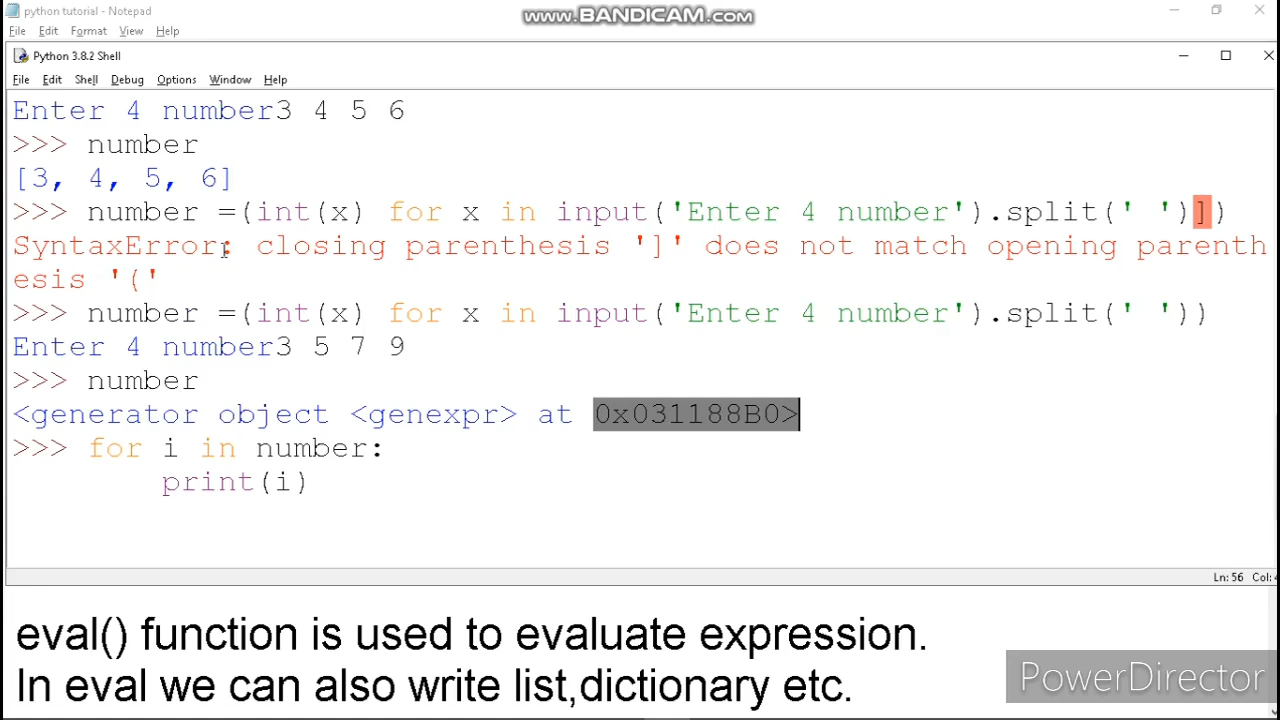 python tutorial - Notepad
www.BANDICAM.com
File Edit Format View Help
Python 3.8.2 Shell
File Edit Shell Debug Options Window Help
Enter 4 number3 4 5 6
>>> number
[3, 4, 5, 6]
>>> number =(int(x) for x in input('Enter 4 number').split(' ')])
SyntaxError: closing parenthesis ']' does not match opening parenth
esis '('
>>> number =(int(x) for x in input('Enter 4 number').split(' '))
Enter 4 number3 5 7 9
>>> number
<generator object <genexpr> at 0x031188B0>
>>> for i in number:
print(i)
Ln: 56 Col:
eval() function is used to evaluate expression.
In eval we can also write list,dictionary etc.
PowerDirector